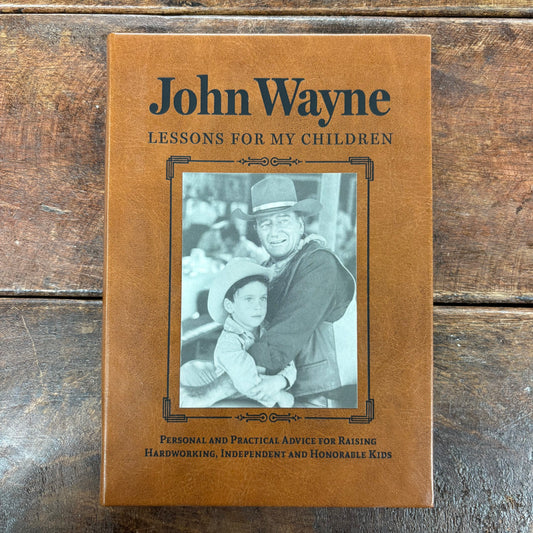 John Wayne
LESSONS FOR MY CHILDREN
PERSONAL AND PRACTICAL ADVICE FOR RAISING
HARDWORKING, INDEPENDENT AND HONORABLE KIDS